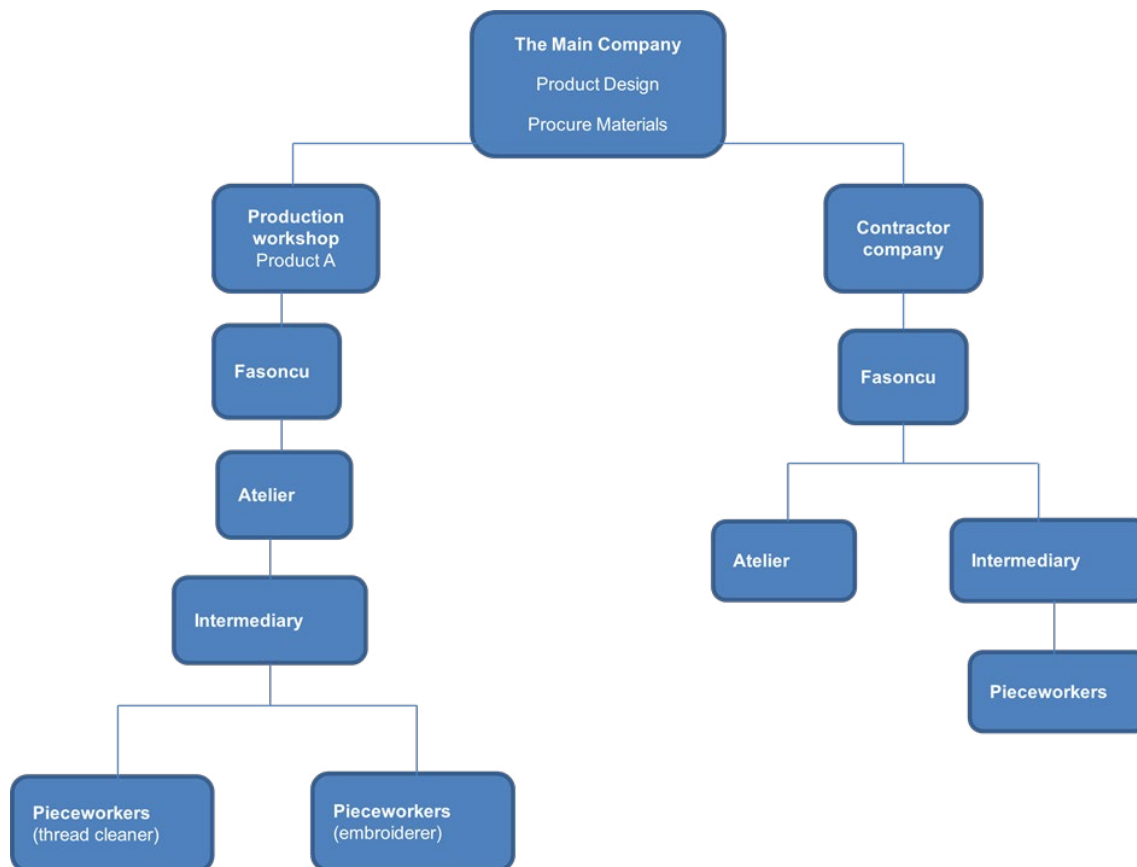 The Main Company
Product Design
Procure Materials
Production
workshop
Product A
Contractor
company
Fasoncu
Fasoncu
Atelier
Atelier
Intermediary
Intermediary
Pieceworkers
Pieceworkers
(thread cleaner)
Pieceworkers
(embroiderer)